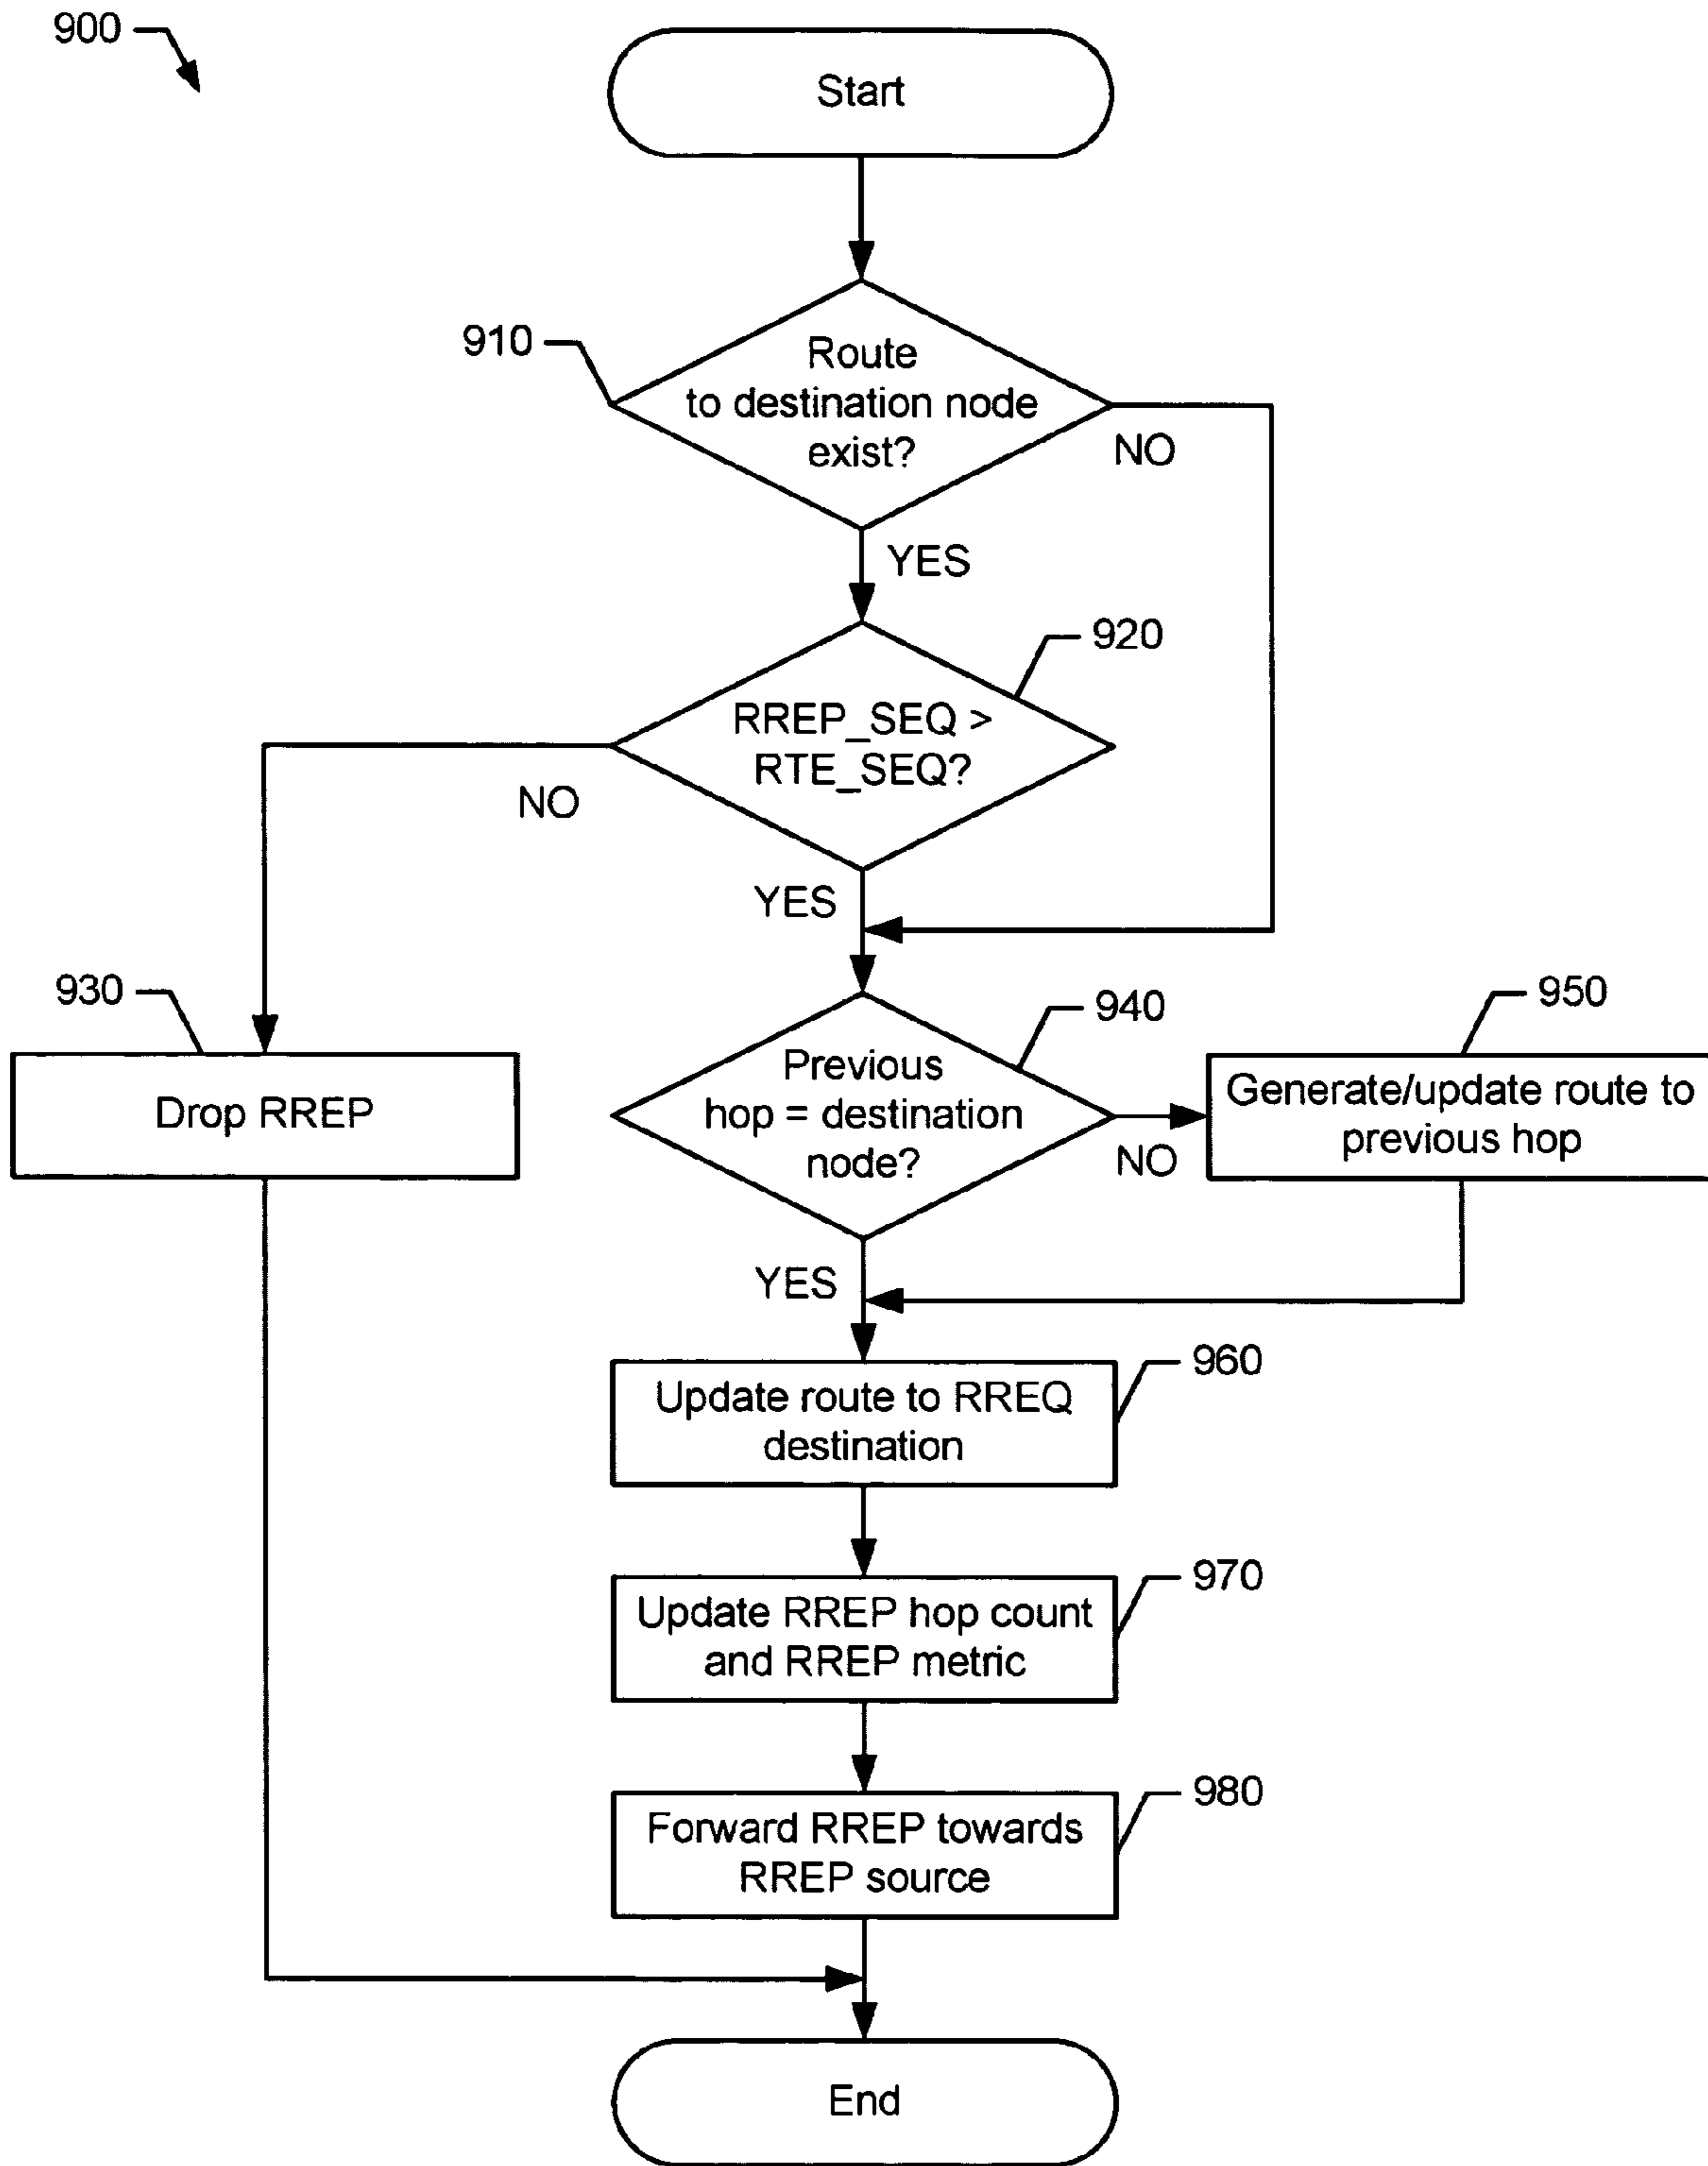 900
Start
910
Route
to destination node
exist?
NO
YES
920
RREP_SEQ >
RTE_SEQ?
NO
YES
930
Drop RREP
940
Previous
hop = destination
node?
NO
950
Generate/update route to
previous hop
YES
960
Update route to RREQ
destination
970
Update RREP hop count
and RREP metric
980
Forward RREP towards
RREP source
End